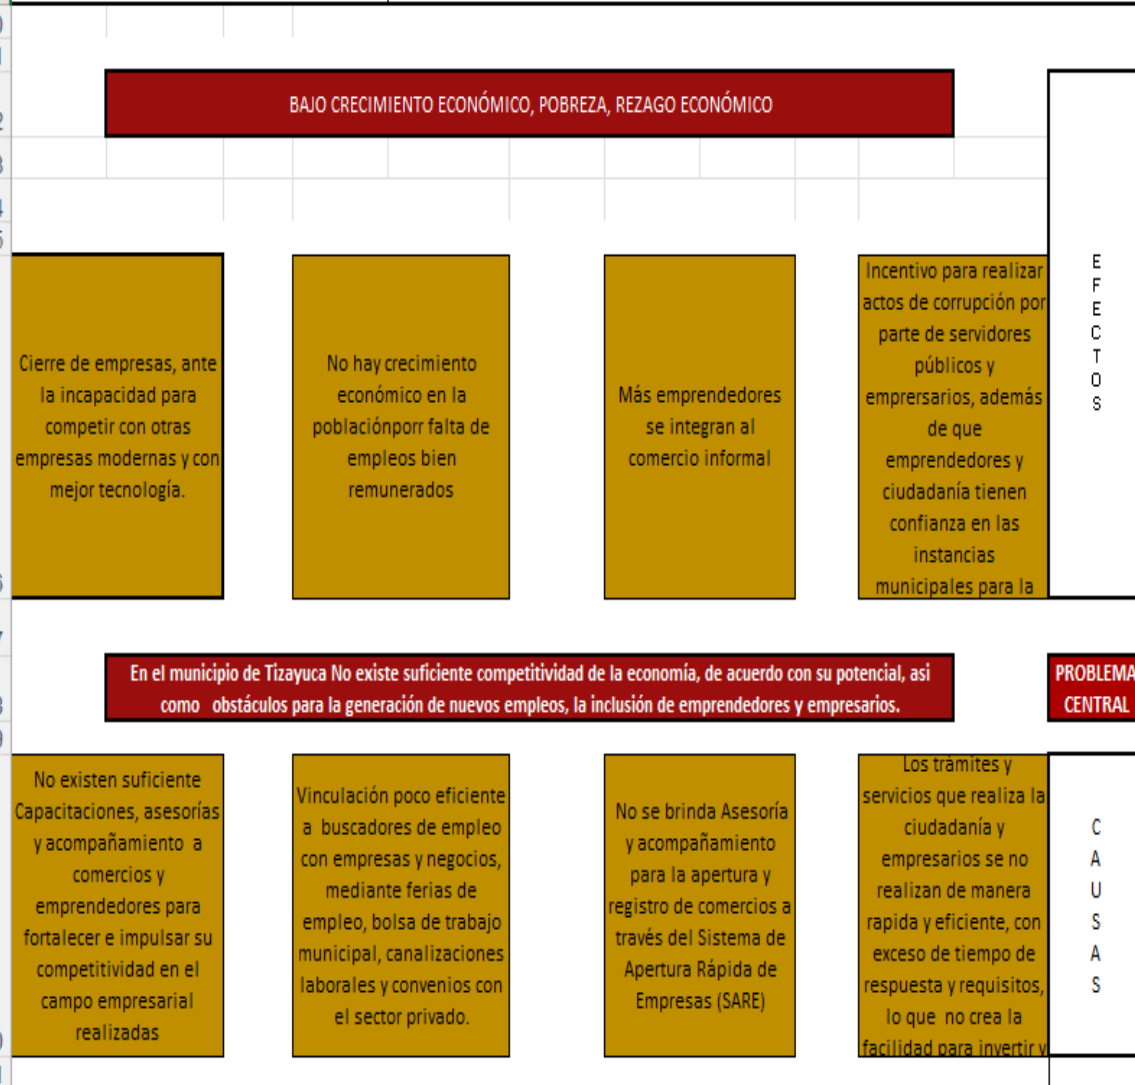 BAJO CRECIMIENTO ECONÓMICO, POBREZA, REZAGO ECONÓMICO
Cierre de empresas, ante
la incapacidad para
competir con otras
empresas modernas y con
mejor tecnología.
No hay crecimiento
económico en la
poblaciónporr falta de
empleos bien
remunerados
Más emprendedores
se integran al
comercio informal
Incentivo para realizar
actos de corrupción por
parte de servidores
públicos y
emprersarios, además
de que
emprendedores y
ciudadanía tienen
confianza en las
instancias
municipales para la
E
F
E
C
T
O
S
En el municipio de Tizayuca No existe suficiente competitividad de la economía, de acuerdo con su potencial, asi
como obstáculos para la generación de nuevos empleos, la inclusión de emprendedores y empresarios.
PROBLEMA
CENTRAL
No existen suficiente
Capacitaciones, asesorías
y acompañamiento a
comercios y
emprendedores para
fortalecer e impulsar su
competitividad en el
campo empresarial
realizadas
Vinculación poco eficiente
a buscadores de empleo
con empresas y negocios,
mediante ferias de
empleo, bolsa de trabajo
municipal, canalizaciones
laborales y convenios con
el sector privado.
No se brinda Asesoría
y acompañamiento
para la apertura y
registro de comercios a
través del Sistema de
Apertura Rápida de
Empresas (SARE)
Los trámites y
servicios que realiza la
ciudadanía y
empresarios se no
realizan de manera
rapida y eficiente, con
exceso de tiempo de
respuesta y requisitos,
lo que no crea la
facilidad para invertir y
C
A
U
S
A
S